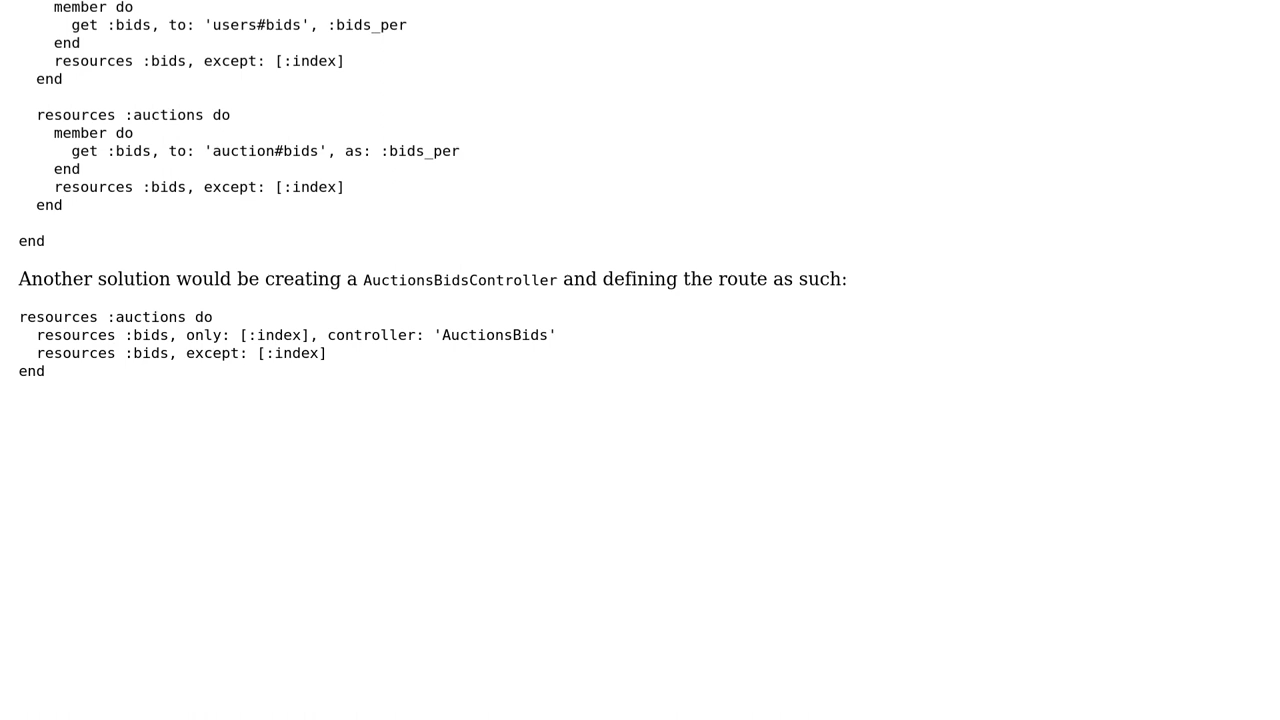 member do
      get :bids, to: 'users#bids', :bids_per
    end
    resources :bids, except: [:index]
  end

  resources :auctions do
    member do
      get :bids, to: 'auction#bids', as: :bids_per
    end
    resources :bids, except: [:index]
  end

end
Another solution would be creating a AuctionsBidsController and defining the route as such:
resources :auctions do
  resources :bids, only: [:index], controller: 'AuctionsBids'
  resources :bids, except: [:index]
end